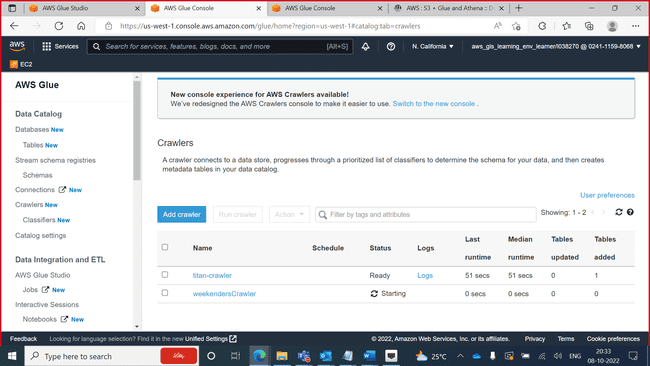 AWS Glue Studio
AWS Glue Console
AWS Glue Console
AWS : S3 + Glue and Athena :: D
https://us-west-1.console.aws.amazon.com/glue/home?region=us-west-1#catalog:tab=crawlers
aws
Services
Search for services, features, blogs, docs, and more
[Alt+S]
N. California
aws_gls_learning_env_learner/l038270 @ 0241-1159-8068
EC2
AWS Glue
Data Catalog
Databases New
Tables New
Stream schema registries
Schemas
Connections New
Crawlers New
Classifiers New
Catalog settings
Data Integration and ETL
AWS Glue Studio
Jobs New
Interactive Sessions
Notebooks New
New console experience for AWS Crawlers available!
We've redesigned the AWS Crawlers console to make it easier to use. Switch to the new console .
Crawlers
A crawler connects to a data store, progresses through a prioritized list of classifiers to determine the schema for your data, and then creates
metadata tables in your data catalog.
User preferences
Add crawler
Run crawler
Action
Filter by tags and attributes
Showing: 1 - 2
Name Schedule Status Logs Last runtime Median runtime Tables updated Tables added
titan-crawler Ready Logs 51 secs 51 secs 0 1
weekendersCrawler Starting 0 secs 0 secs 0 0
Feedback
Looking for language selection? Find it in the new Unified Settings
© 2022, Amazon Web Services, Inc. or its affiliates.
Privacy
Terms
Cookie preferences
Type here to search
25°C
ENG
20:33
08-10-2022